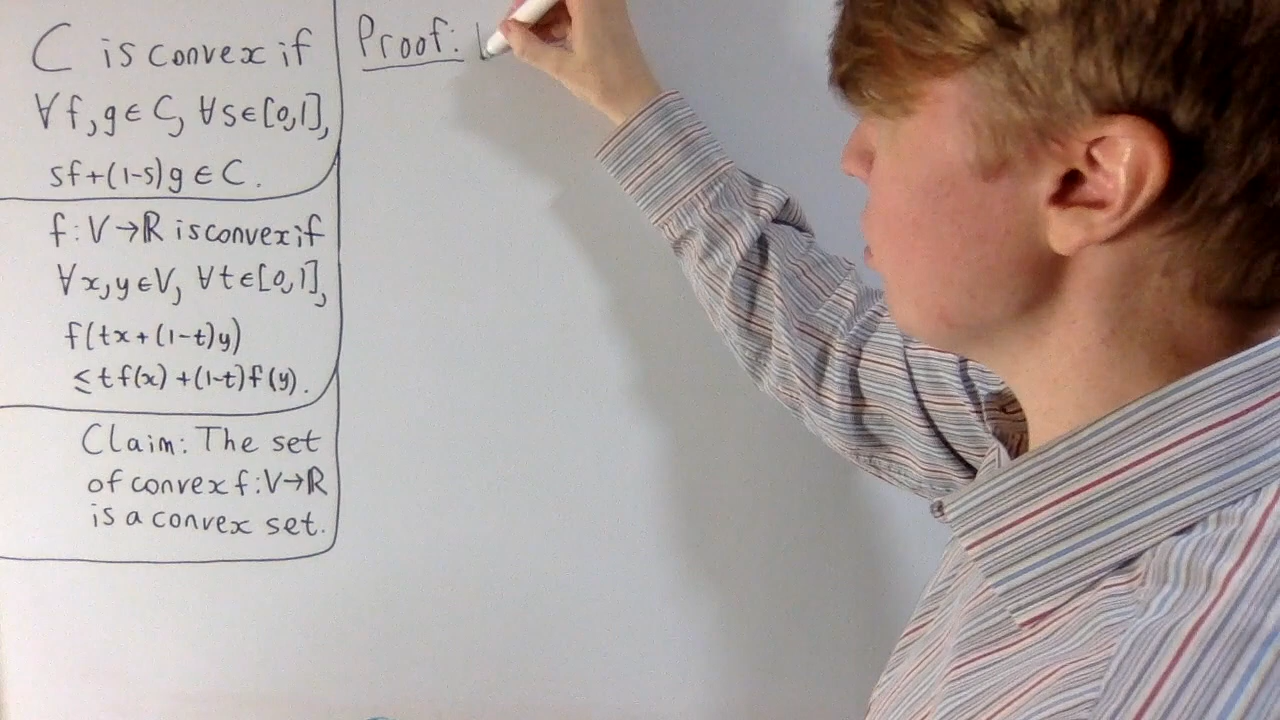 C is convex if
∀f,g∈C, ∀s∈[0,1],
sf+(1-s)g∈C.
f:V→ℝ is convex if
∀x,y∈V, ∀t∈[0,1],
f(tx+(1-t)y)
≤tf(x)+(1-t)f(y).
Claim: The set
of convex f:V→ℝ
is a convex set.
Proof: